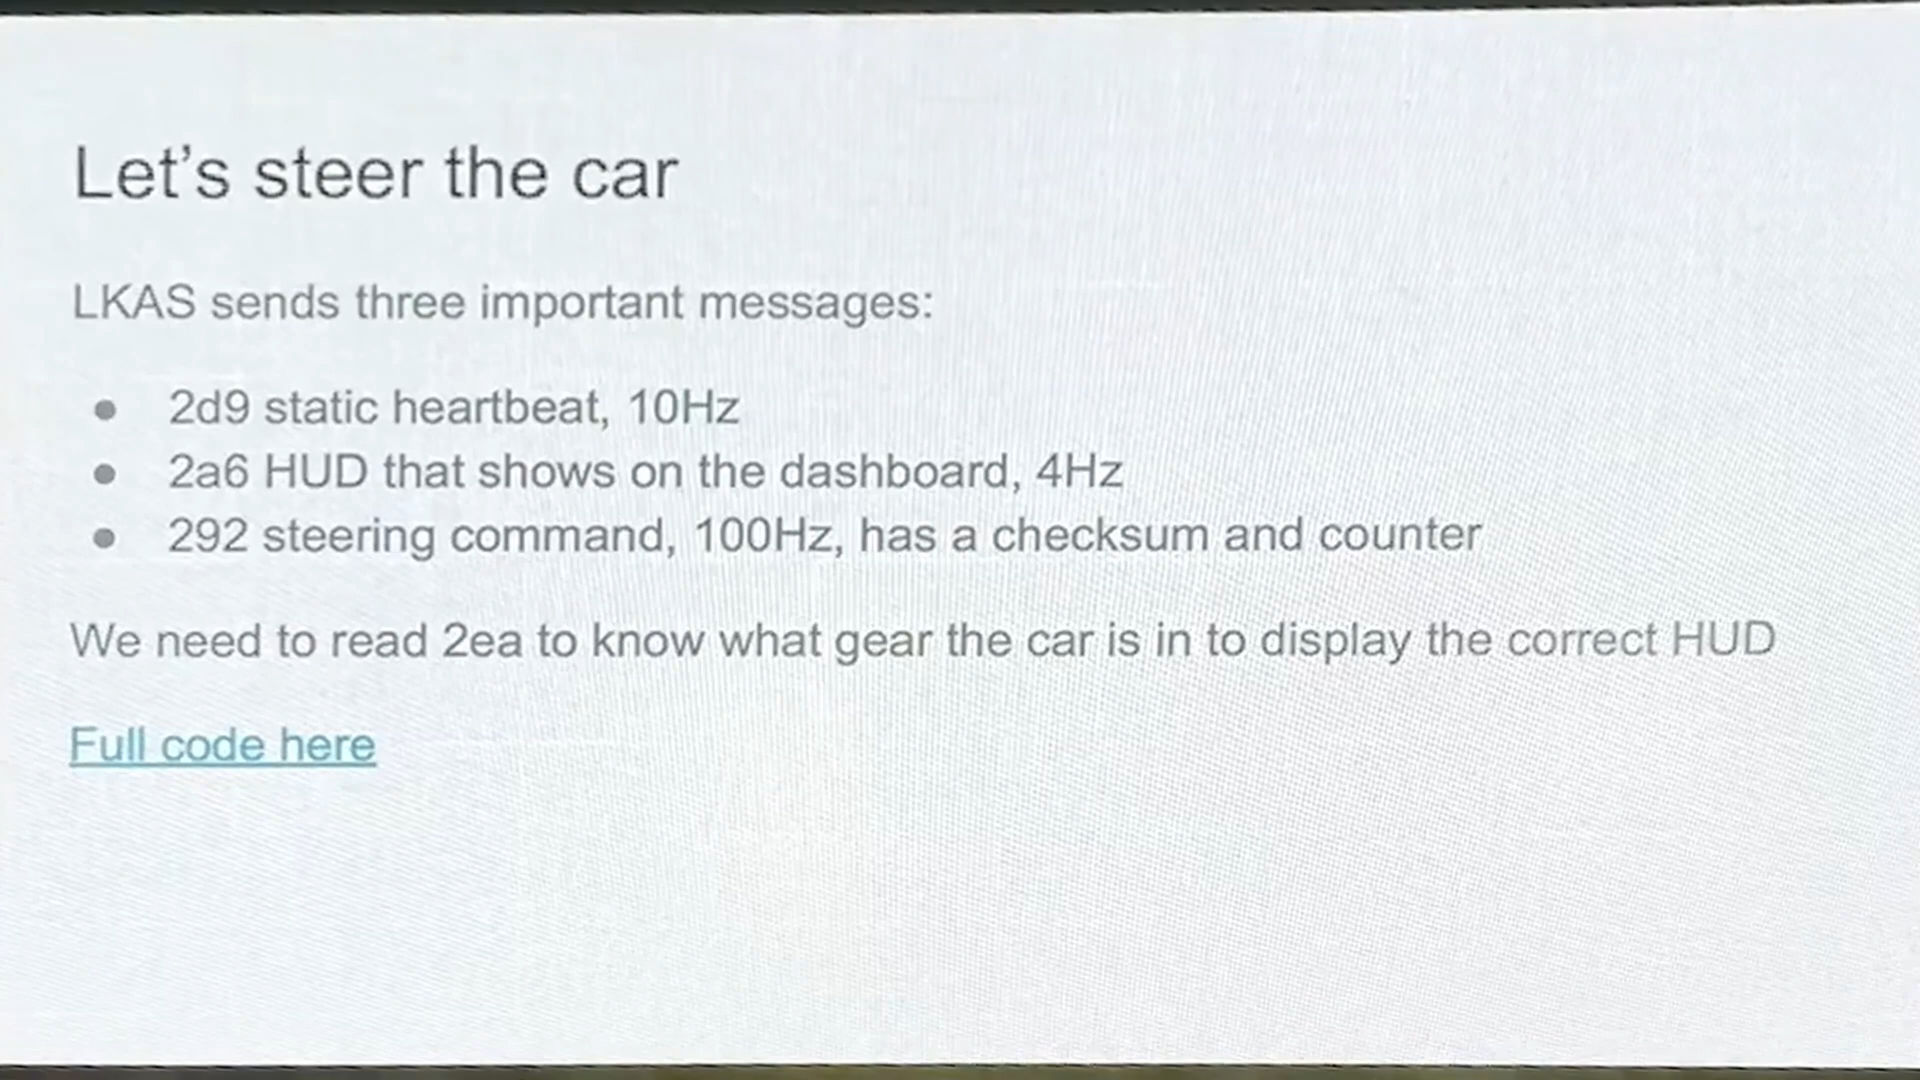 Let’s steer the car
LKAS sends three important messages:
● 2d9 static heartbeat, 10Hz
● 2a6 HUD that shows on the dashboard, 4Hz
● 292 steering command, 100Hz, has a checksum and counter
We need to read 2ea to know what gear the car is in to display the correct HUD
Full code here